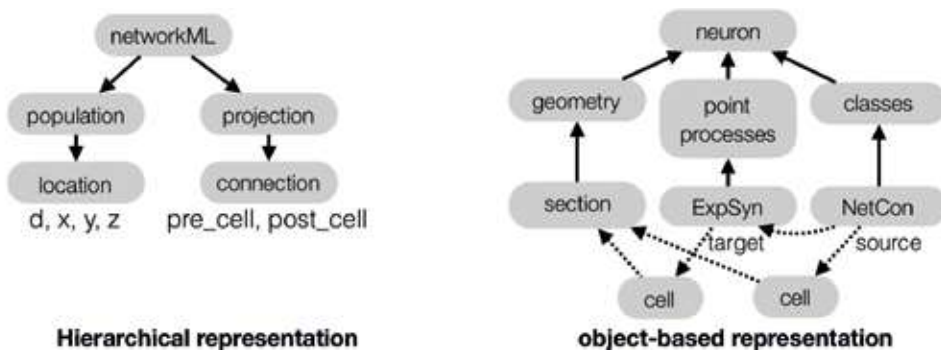 networkML
population
projection
location
connection
d, x, y, z
pre_cell, post_cell
Hierarchical representation
neuron
geometry
point
processes
classes
section
ExpSyn
NetCon
target
source
cell
cell
object-based representation